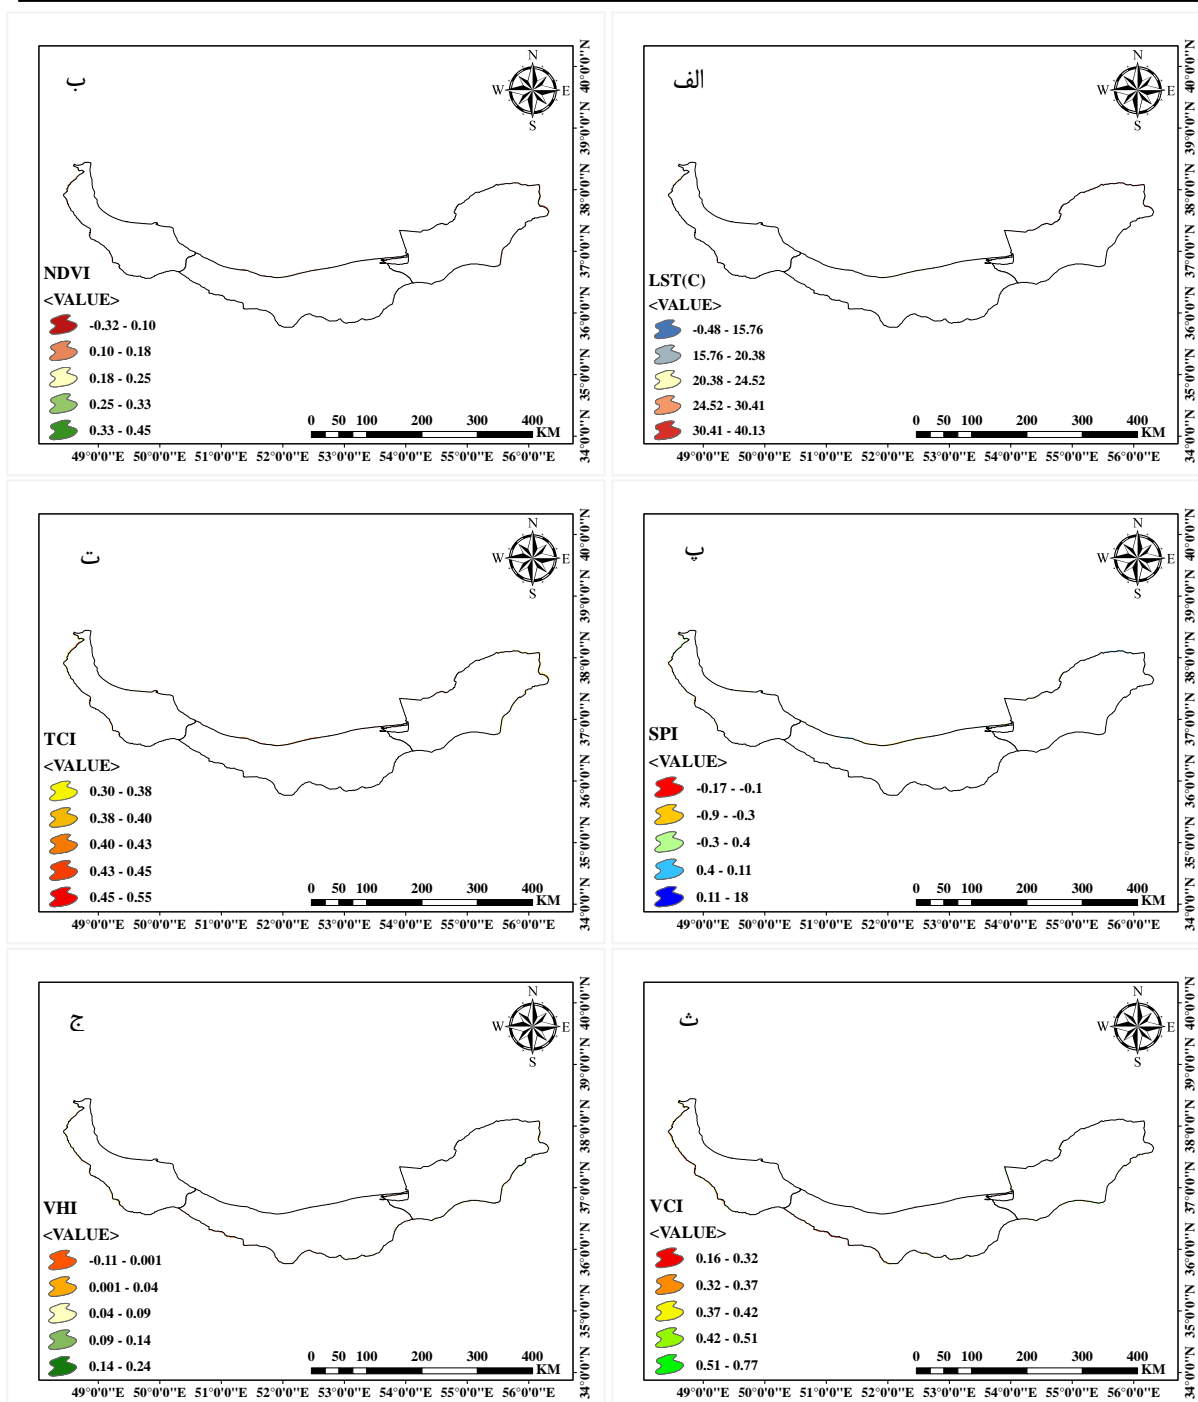 الف
N
W E
S
LST(C)
<VALUE>
-0.48 - 15.76
15.76 - 20.38
20.38 - 24.52
24.52 - 30.41
30.41 - 40.13
0 50 100 200 300 400
KM
49°0'0"E 50°0'0"E 51°0'0"E 52°0'0"E 53°0'0"E 54°0'0"E 55°0'0"E 56°0'0"E
34°0'0"N 35°0'0"N 36°0'0"N 37°0'0"N 38°0'0"N 39°0'0"N 40°0'0"N
ب
N
W E
S
NDVI
<VALUE>
-0.32 - 0.10
0.10 - 0.18
0.18 - 0.25
0.25 - 0.33
0.33 - 0.45
0 50 100 200 300 400
KM
49°0'0"E 50°0'0"E 51°0'0"E 52°0'0"E 53°0'0"E 54°0'0"E 55°0'0"E 56°0'0"E
34°0'0"N 35°0'0"N 36°0'0"N 37°0'0"N 38°0'0"N 39°0'0"N 40°0'0"N
پ
N
W E
S
SPI
<VALUE>
-0.17 - -0.1
-0.9 - -0.3
-0.3 - 0.4
0.4 - 0.11
0.11 - 18
0 50 100 200 300 400
KM
49°0'0"E 50°0'0"E 51°0'0"E 52°0'0"E 53°0'0"E 54°0'0"E 55°0'0"E 56°0'0"E
34°0'0"N 35°0'0"N 36°0'0"N 37°0'0"N 38°0'0"N 39°0'0"N 40°0'0"N
ت
N
W E
S
TCI
<VALUE>
0.30 - 0.38
0.38 - 0.40
0.40 - 0.43
0.43 - 0.45
0.45 - 0.55
0 50 100 200 300 400
KM
49°0'0"E 50°0'0"E 51°0'0"E 52°0'0"E 53°0'0"E 54°0'0"E 55°0'0"E 56°0'0"E
34°0'0"N 35°0'0"N 36°0'0"N 37°0'0"N 38°0'0"N 39°0'0"N 40°0'0"N
ث
N
W E
S
VCI
<VALUE>
0.16 - 0.32
0.32 - 0.37
0.37 - 0.42
0.42 - 0.51
0.51 - 0.77
0 50 100 200 300 400
KM
49°0'0"E 50°0'0"E 51°0'0"E 52°0'0"E 53°0'0"E 54°0'0"E 55°0'0"E 56°0'0"E
34°0'0"N 35°0'0"N 36°0'0"N 37°0'0"N 38°0'0"N 39°0'0"N 40°0'0"N
ج
N
W E
S
VHI
<VALUE>
-0.11 - 0.001
0.001 - 0.04
0.04 - 0.09
0.09 - 0.14
0.14 - 0.24
0 50 100 200 300 400
KM
49°0'0"E 50°0'0"E 51°0'0"E 52°0'0"E 53°0'0"E 54°0'0"E 55°0'0"E 56°0'0"E
34°0'0"N 35°0'0"N 36°0'0"N 37°0'0"N 38°0'0"N 39°0'0"N 40°0'0"N